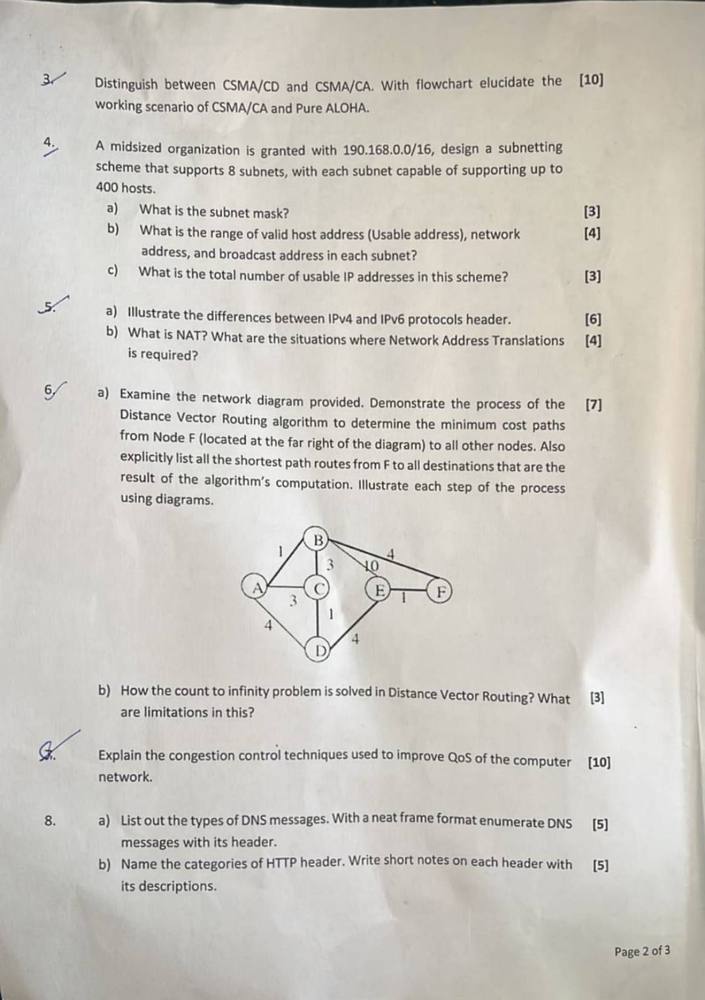 3. Distinguish between CSMA/CD and CSMA/CA. With flowchart elucidate the [10]
working scenario of CSMA/CA and Pure ALOHA.
4. A midsized organization is granted with 190.168.0.0/16, design a subnetting
scheme that supports 8 subnets, with each subnet capable of supporting up to
400 hosts.
a) What is the subnet mask? [3]
b) What is the range of valid host address (Usable address), network [4]
address, and broadcast address in each subnet?
c) What is the total number of usable IP addresses in this scheme? [3]
5. a) Illustrate the differences between IPv4 and IPv6 protocols header. [6]
b) What is NAT? What are the situations where Network Address Translations [4]
is required?
6. a) Examine the network diagram provided. Demonstrate the process of the [7]
Distance Vector Routing algorithm to determine the minimum cost paths
from Node F (located at the far right of the diagram) to all other nodes. Also
explicitly list all the shortest path routes from F to all destinations that are the
result of the algorithm's computation. Illustrate each step of the process
using diagrams.
B
1 3 10 4
A C E F
3 1 1
4 4
D
b) How the count to infinity problem is solved in Distance Vector Routing? What [3]
are limitations in this?
Explain the congestion control techniques used to improve QoS of the computer [10]
network.
8. a) List out the types of DNS messages. With a neat frame format enumerate DNS [5]
messages with its header.
b) Name the categories of HTTP header. Write short notes on each header with [5]
its descriptions.
Page 2 of 3